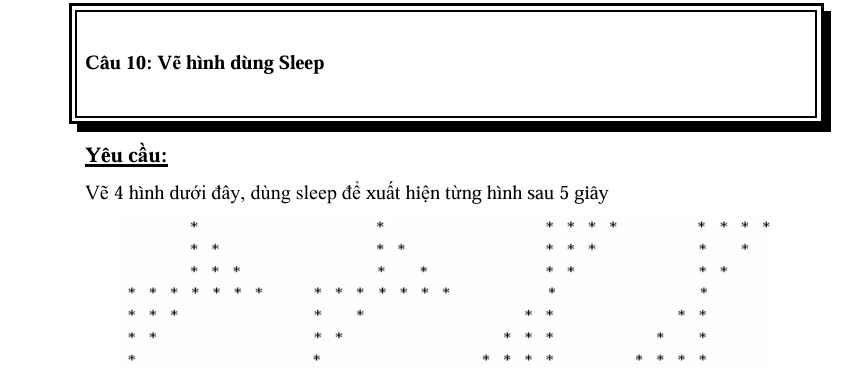 Câu 10: Vẽ hình dùng Sleep
Yêu cầu:
Vẽ 4 hình dưới đây, dùng sleep để xuất hiện từng hình sau 5 giây
* * * * * * * * * *
* * * * * * * * *
* * * * * * * * * *?